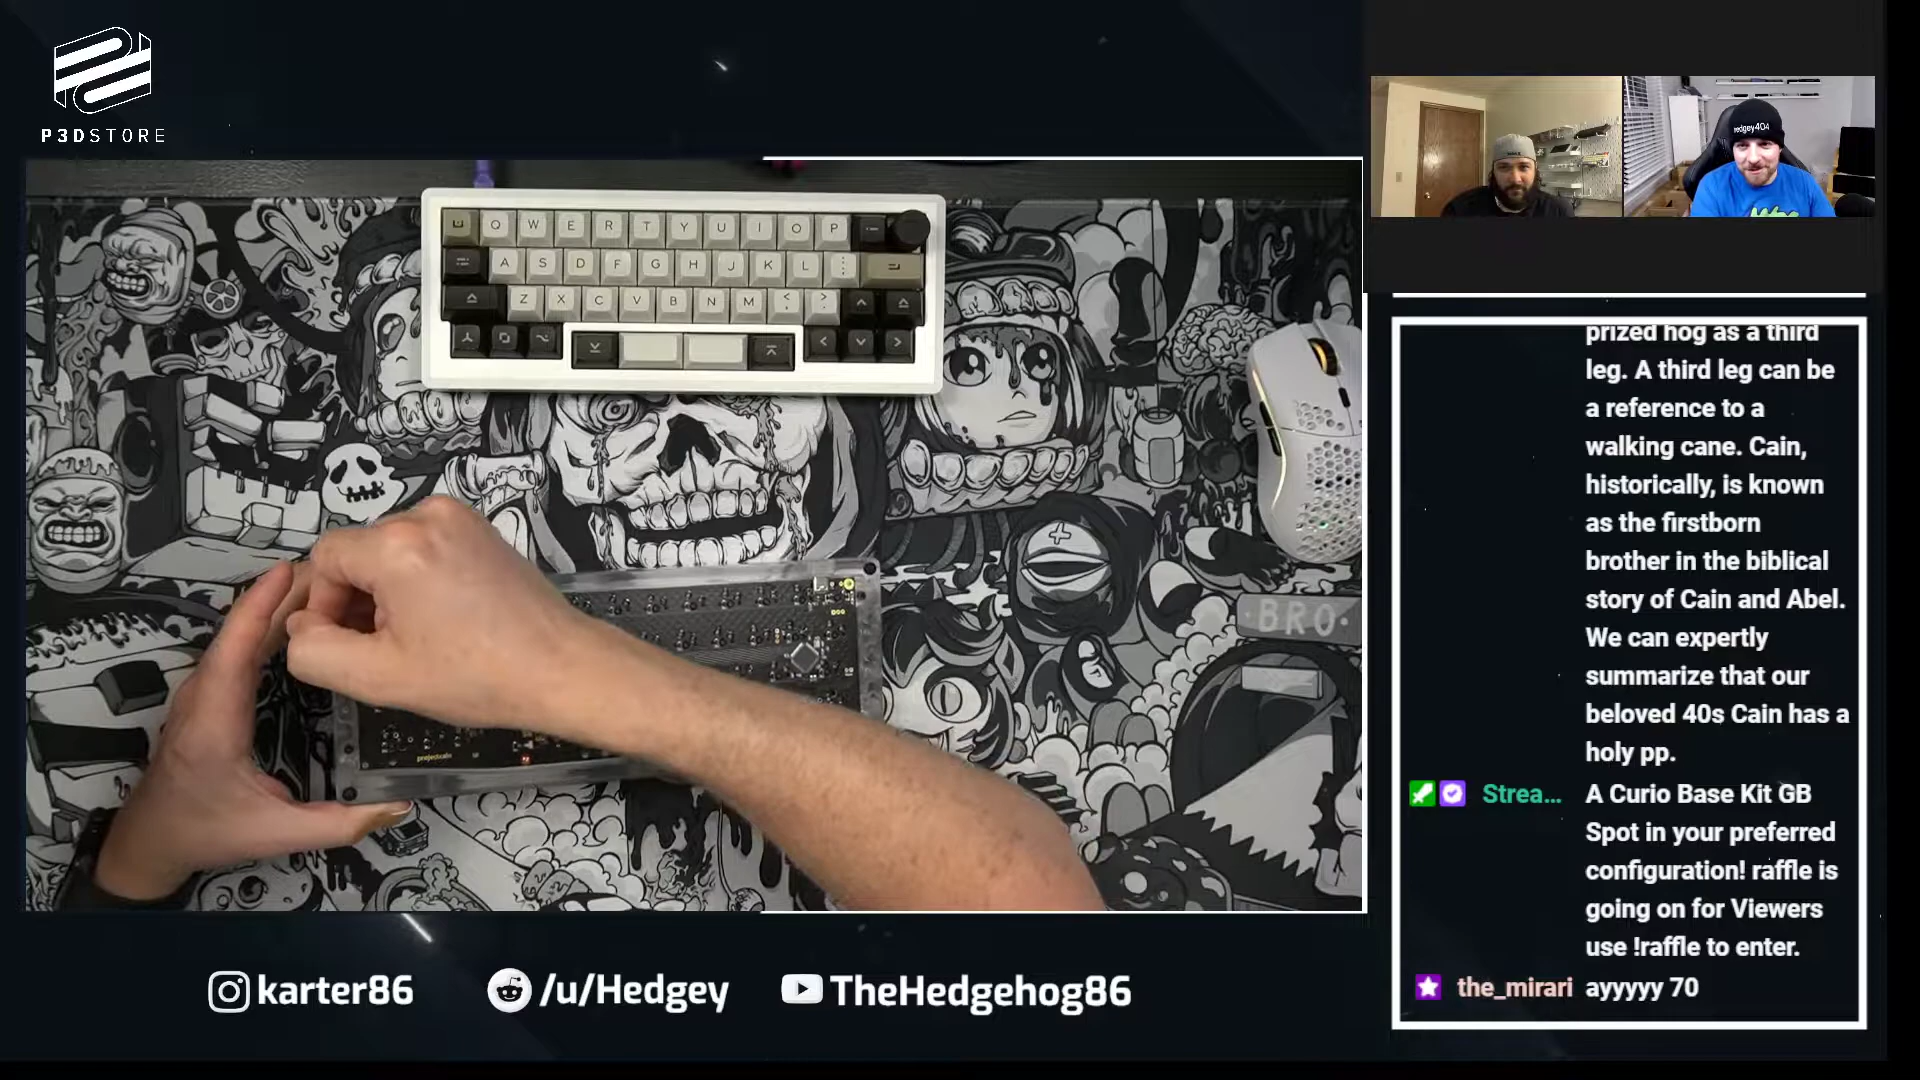 P3DSTORE
Q W E R T Y U I O P
A S D F G H J K L
Z X C V B N M
BRO
projectcain
hedgey404
prized hog as a third
leg. A third leg can be
a reference to a
walking cane. Cain,
historically, is known
as the firstborn
brother in the biblical
story of Cain and Abel.
We can expertly
summarize that our
beloved 40s Cain has a
holy pp.
Strea... A Curio Base Kit GB
Spot in your preferred
configuration! raffle is
going on for Viewers
use !raffle to enter.
the_mirari ayyyyy 70
karter86 /u/Hedgey TheHedgehog86